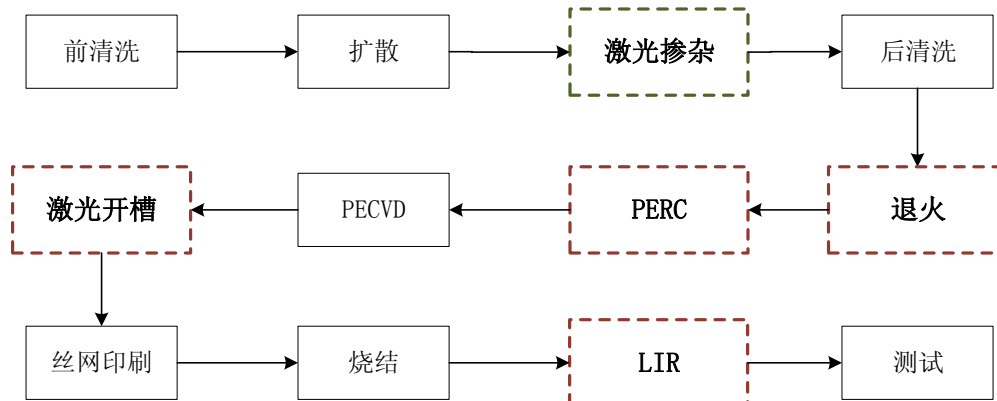 前清洗
扩散
激光掺杂
后清洗
激光开槽
PECVD
PERC
退火
丝网印刷
烧结
LIR
测试